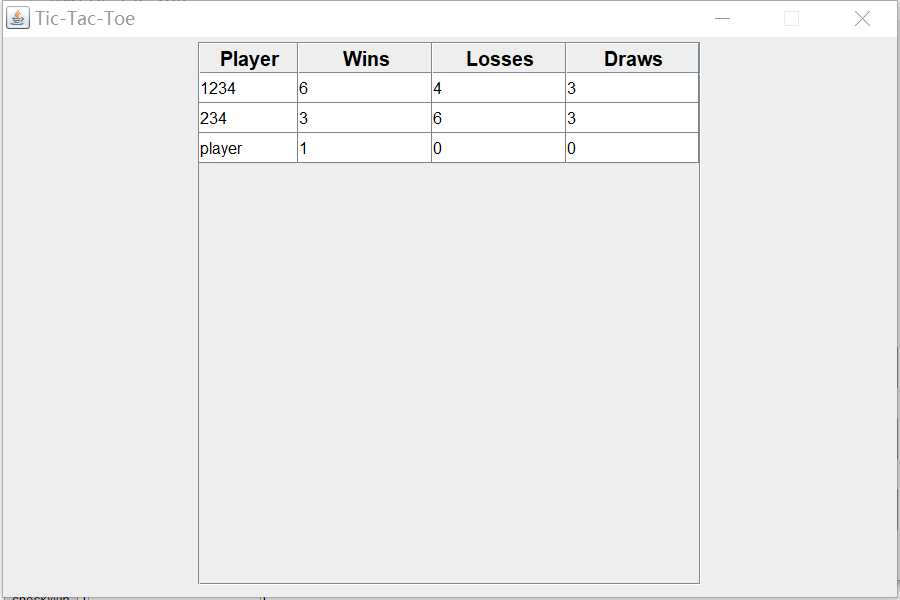 Tic-Tac-Toe
Player Wins Losses Draws
1234 6 4 3
234 3 6 3
player 1 0 0